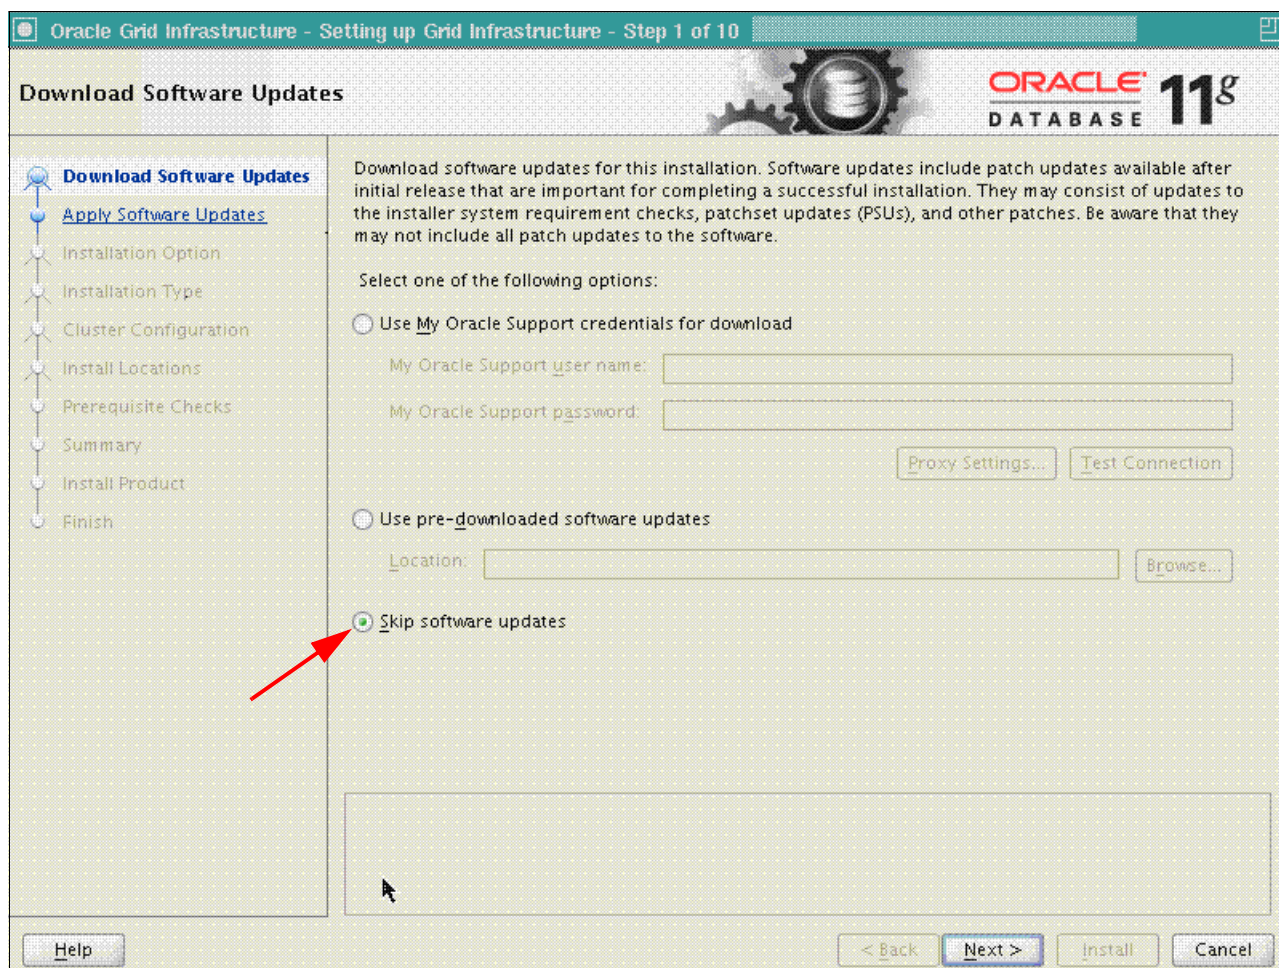 Oracle Grid Infrastructure - Setting up Grid Infrastructure - Step 1 of 10
Download Software Updates
ORACLE
DATABASE
11g
Download Software Updates
Apply Software Updates
Installation Option
Installation Type
Cluster Configuration
Install Locations
Prerequisite Checks
Summary
Install Product
Finish
Download software updates for this installation. Software updates include patch updates available after
initial release that are important for completing a successful installation. They may consist of updates to
the installer system requirement checks, patchset updates (PSUs), and other patches. Be aware that they
may not include all patch updates to the software.
Select one of the following options:
Use My Oracle Support credentials for download
My Oracle Support user name:
My Oracle Support password:
Proxy Settings...
Test Connection
Use pre-downloaded software updates
Location:
Browse...
Skip software updates
Help
< Back
Next >
Install
Cancel